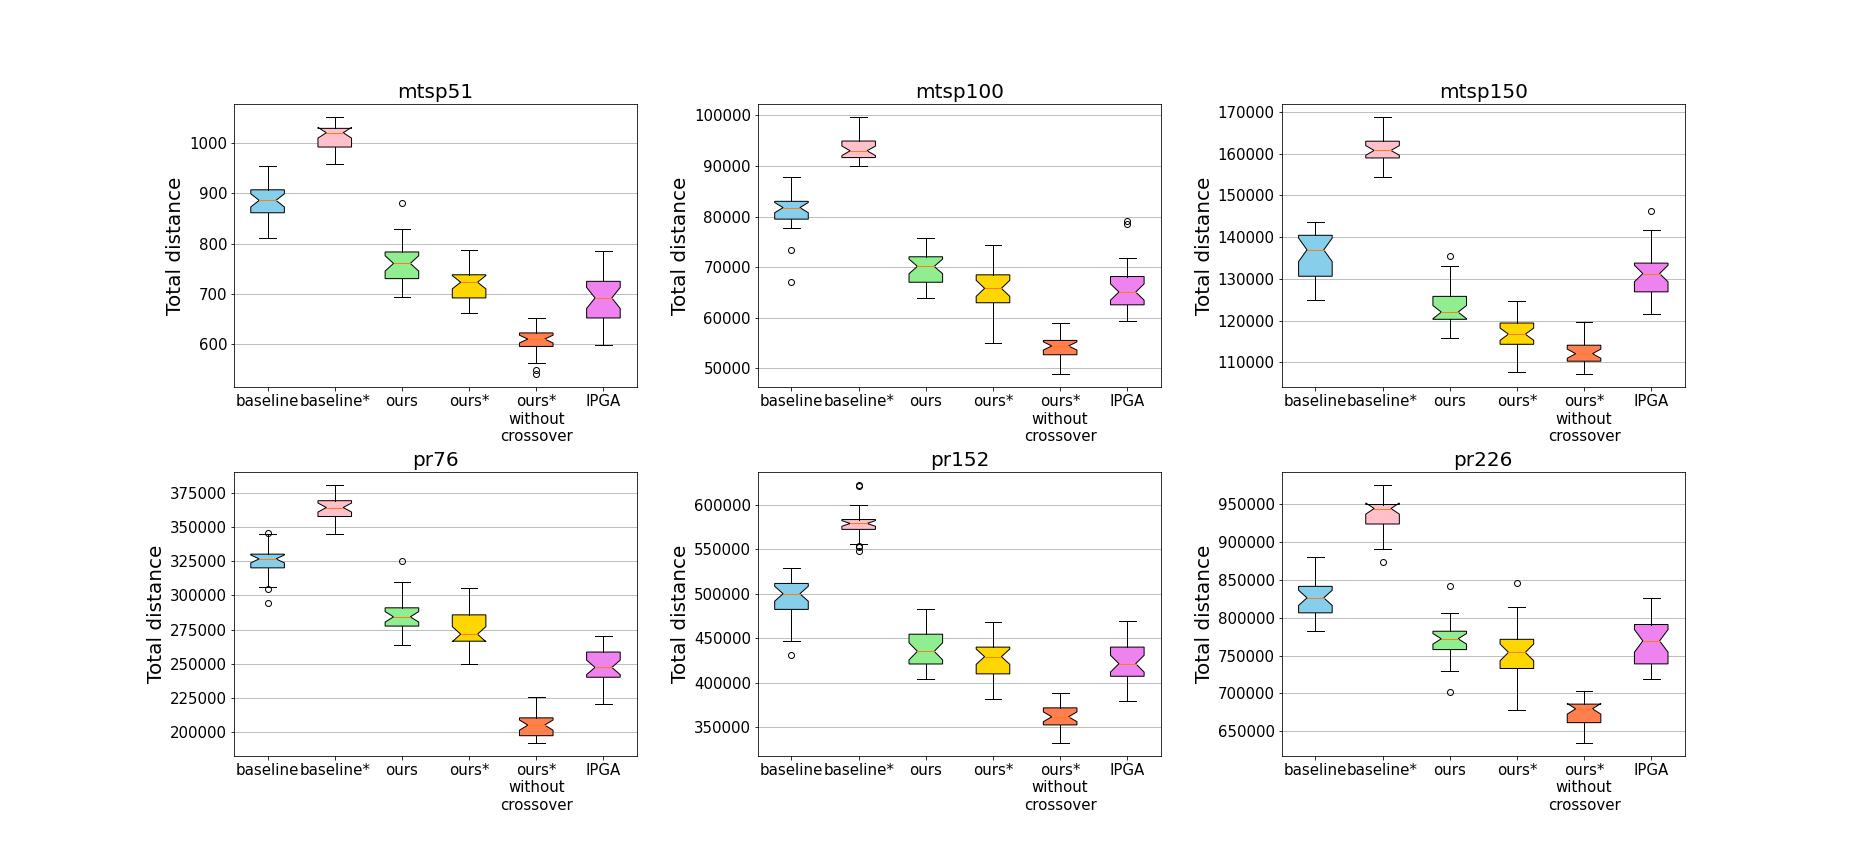 mtsp51
mtsp100
mtsp150
Total distance
1000
900
800
700
600
baseline baseline* ours ours* ours* IPGA
without
crossover
Total distance
100000
90000
80000
70000
60000
50000
baseline baseline* ours ours* ours* IPGA
without
crossover
Total distance
170000
160000
150000
140000
130000
120000
110000
baseline baseline* ours ours* ours* IPGA
without
crossover
pr76
pr152
pr226
Total distance
375000
350000
325000
300000
275000
250000
225000
200000
baseline baseline* ours ours* ours* IPGA
without
crossover
Total distance
600000
550000
500000
450000
400000
350000
baseline baseline* ours ours* ours* IPGA
without
crossover
Total distance
950000
900000
850000
800000
750000
700000
650000
baseline baseline* ours ours* ours* IPGA
without
crossover